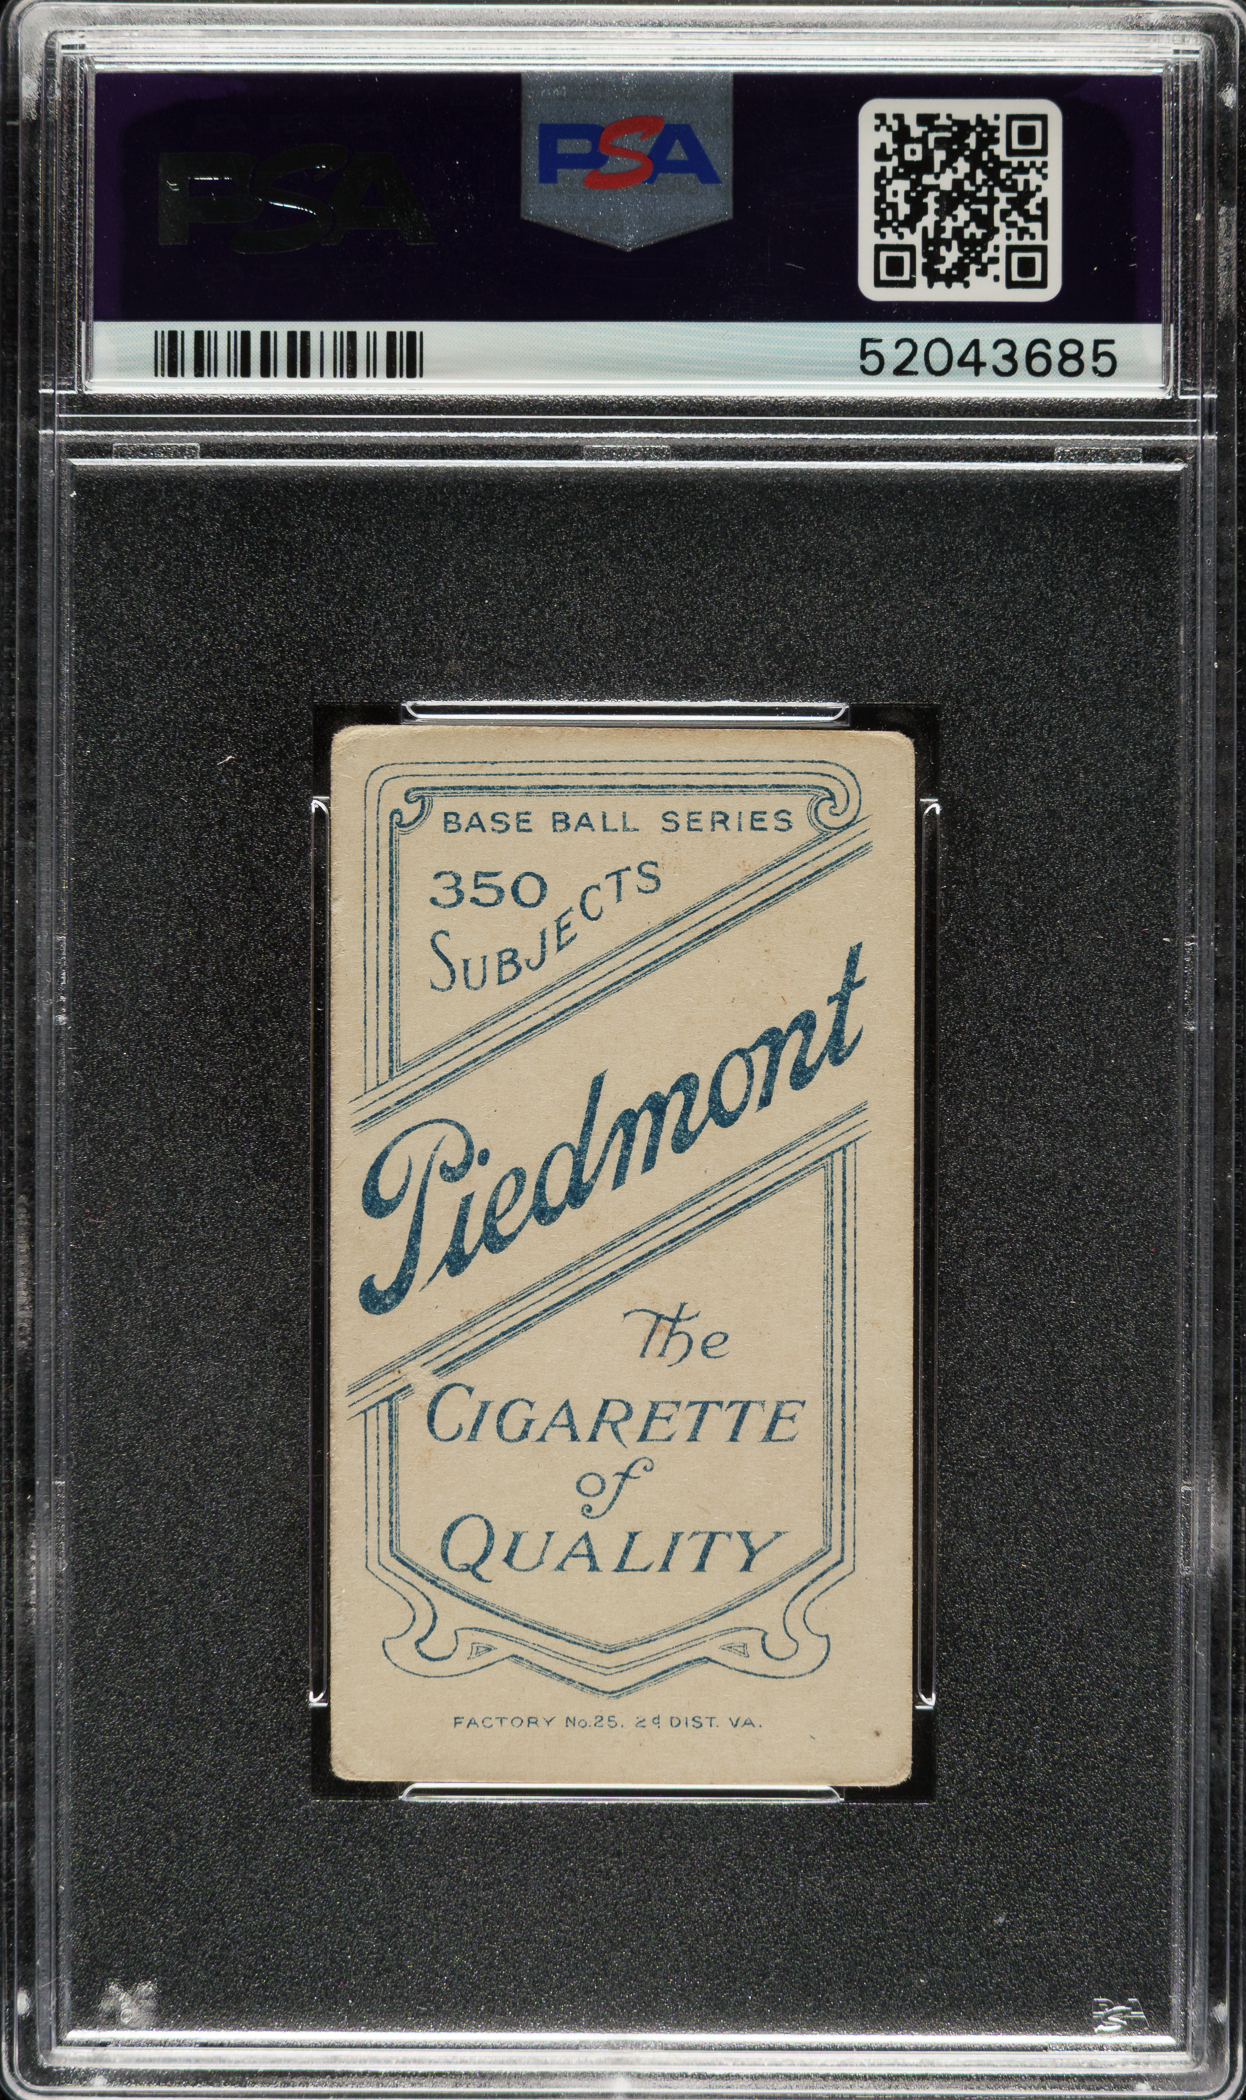 PSA
PSA
52043685
BASE BALL SERIES
350
SUBJECTS
Piedmont
The
CIGARETTE
of
QUALITY
FACTORY No.25. 2d DIST. VA.
PSA